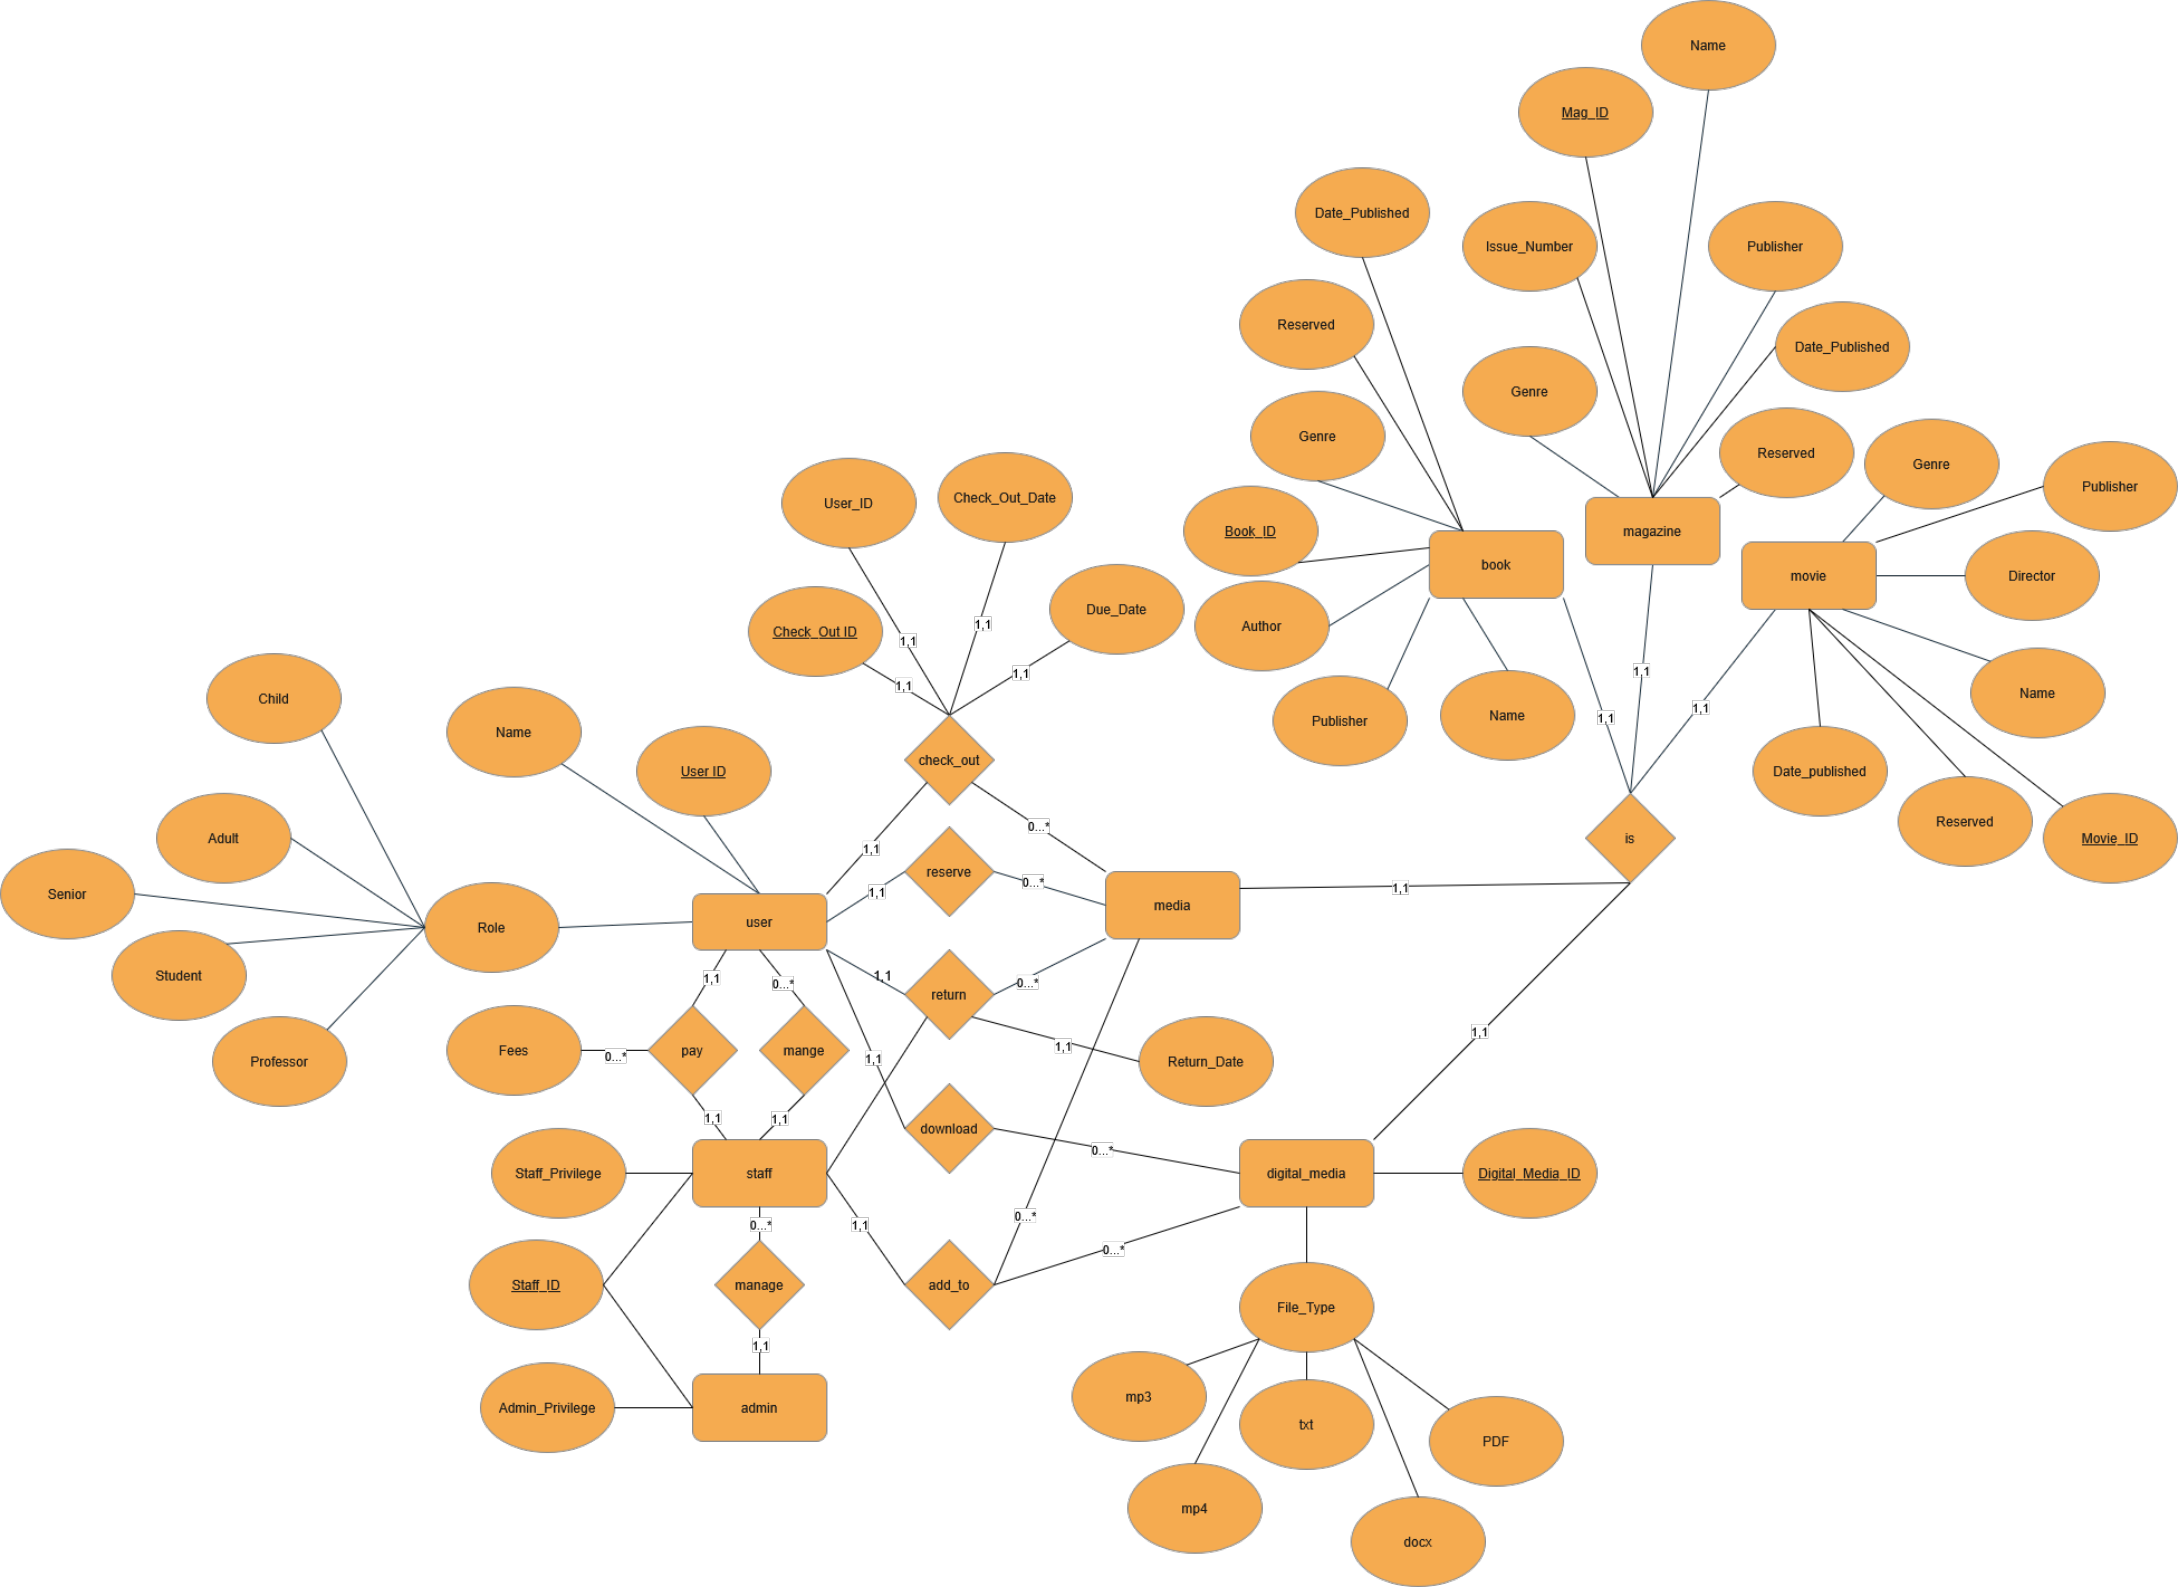 Name
Mag_ID
Date_Published
Issue_Number
Publisher
Reserved
Date_Published
Genre
Genre
Reserved
Genre
Publisher
User_ID
Check_Out_Date
Book_ID
magazine
book
movie
Director
Check_Out ID
Due_Date
Author
1,1
1,1
1,1
1,1
1,1
Child
Name
Name
Publisher
Name
1,1
1,1
User ID
check_out
Date_published
Reserved
Movie_ID
0...*
Adult
is
1,1
reserve
0...*
1,1
1,1
Senior
media
Role
user
Student
1,1
0...*
1,1
return
0...*
1,1
Fees
0...*
pay
mange
1,1
1,1
Return_Date
Professor
1,1
1,1
download
0...*
Staff_Privilege
staff
digital_media
Digital_Media_ID
0...*
1,1
0...*
0...*
Staff_ID
manage
add_to
File_Type
1,1
mp3
Admin_Privilege
admin
txt
PDF
mp4
docx